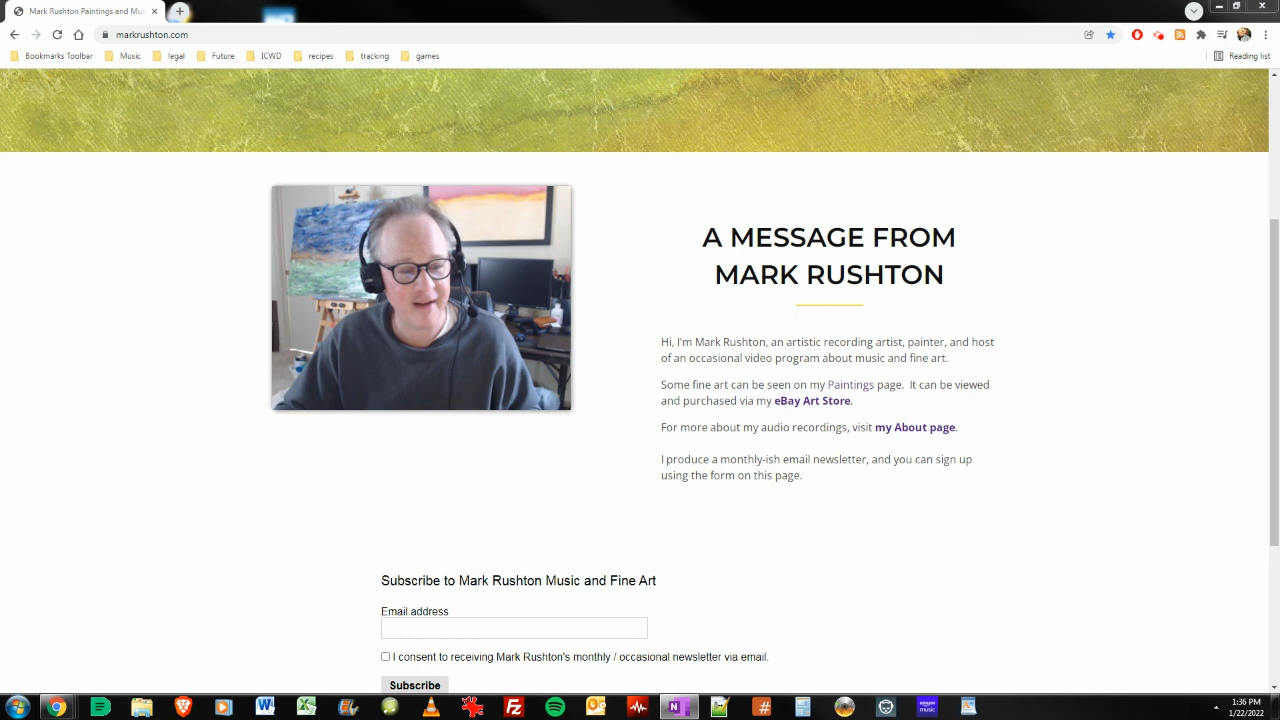 Mark Rushton Paintings and Mu
markrushton.com
Bookmarks Toolbar
Music
legal
Future
ICWD
recipes
tracking
games
Reading list
A MESSAGE FROM
MARK RUSHTON
Hi, I'm Mark Rushton, an artistic recording artist, painter, and host
of an occasional video program about music and fine art.
Some fine art can be seen on my Paintings page.  It can be viewed
and purchased via my eBay Art Store.
For more about my audio recordings, visit my About page.
I produce a monthly-ish email newsletter, and you can sign up
using the form on this page.
Subscribe to Mark Rushton Music and Fine Art
Email address
I consent to receiving Mark Rushton's monthly / occasional newsletter via email.
Subscribe
amazon
music
1:36 PM
1/22/2022